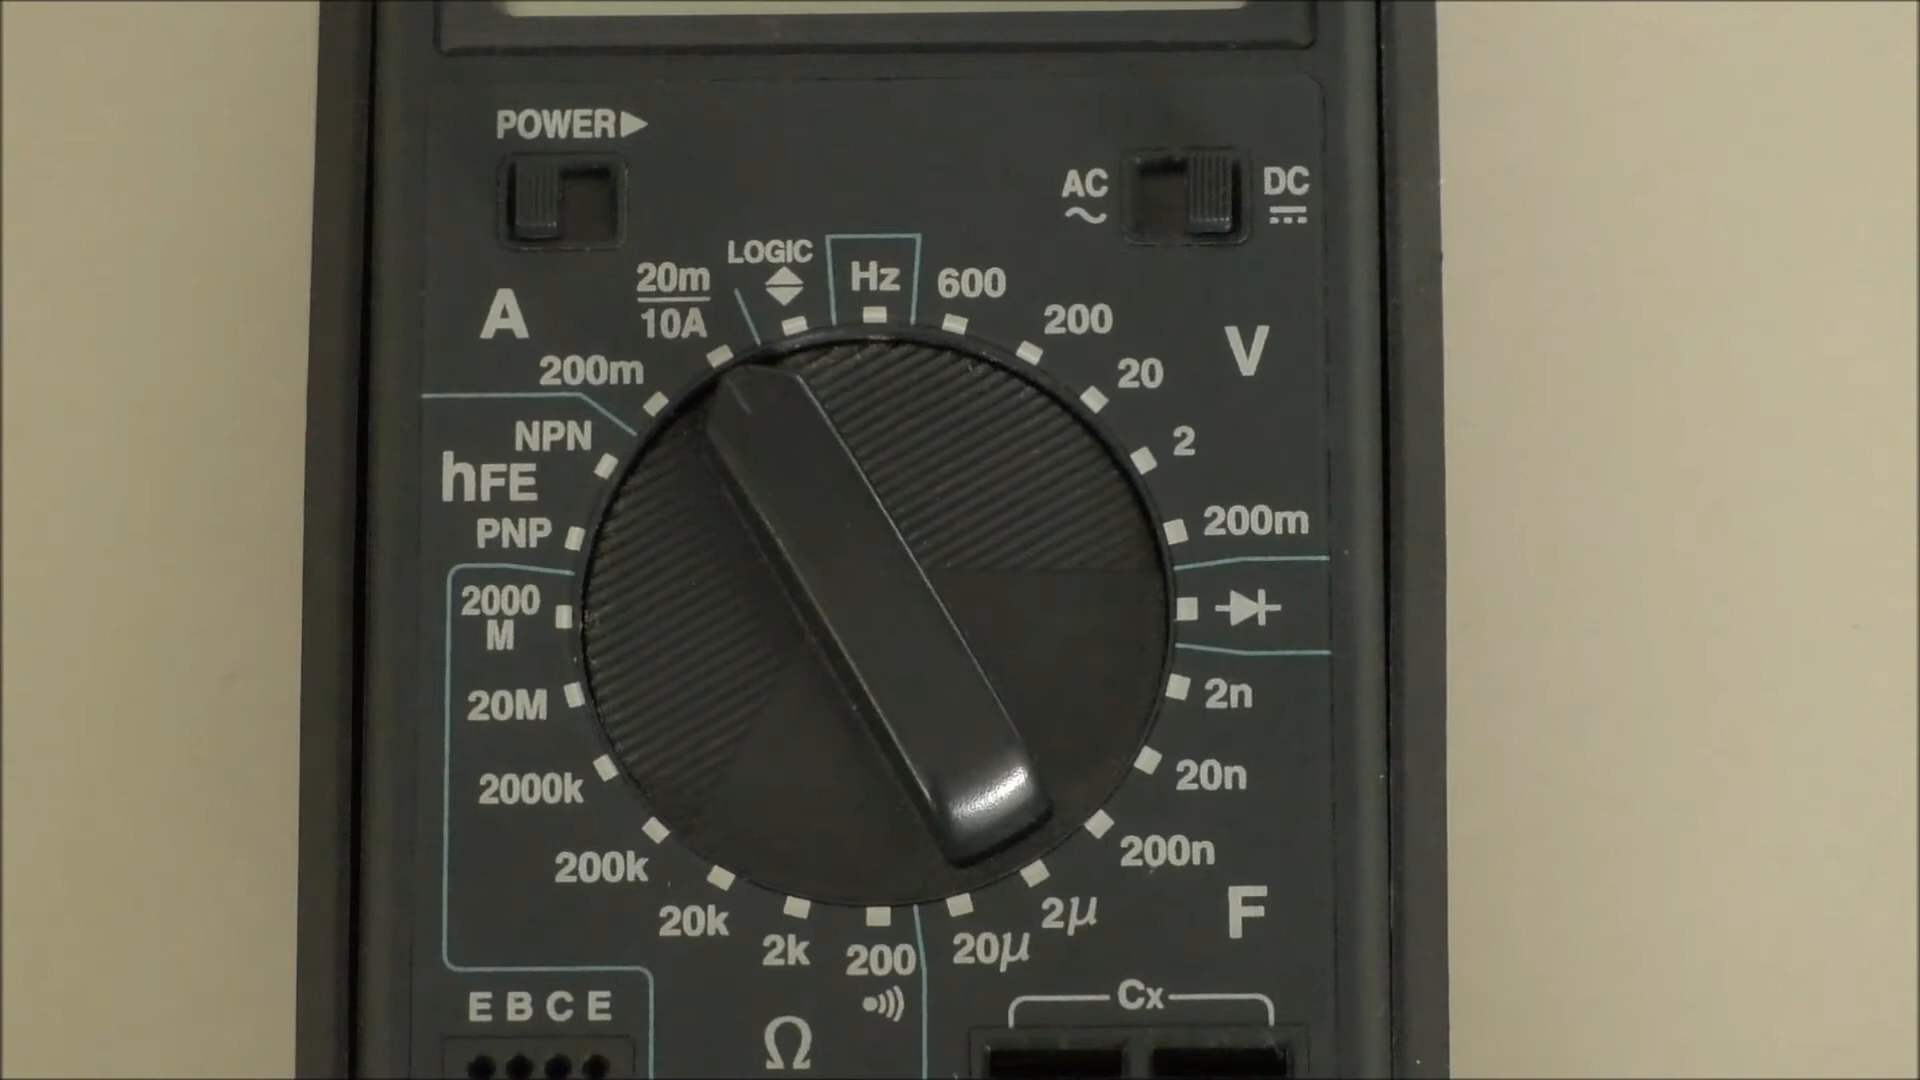 POWER
AC
DC
LOGIC
20m
10A
Hz
600
200
20
2
200m
V
A
200m
NPN
hFE
PNP
2000
M
20M
2000k
200k
20k
2k
200
Ω
2n
20n
200n
2µ
20µ
F
E B C E
Cx